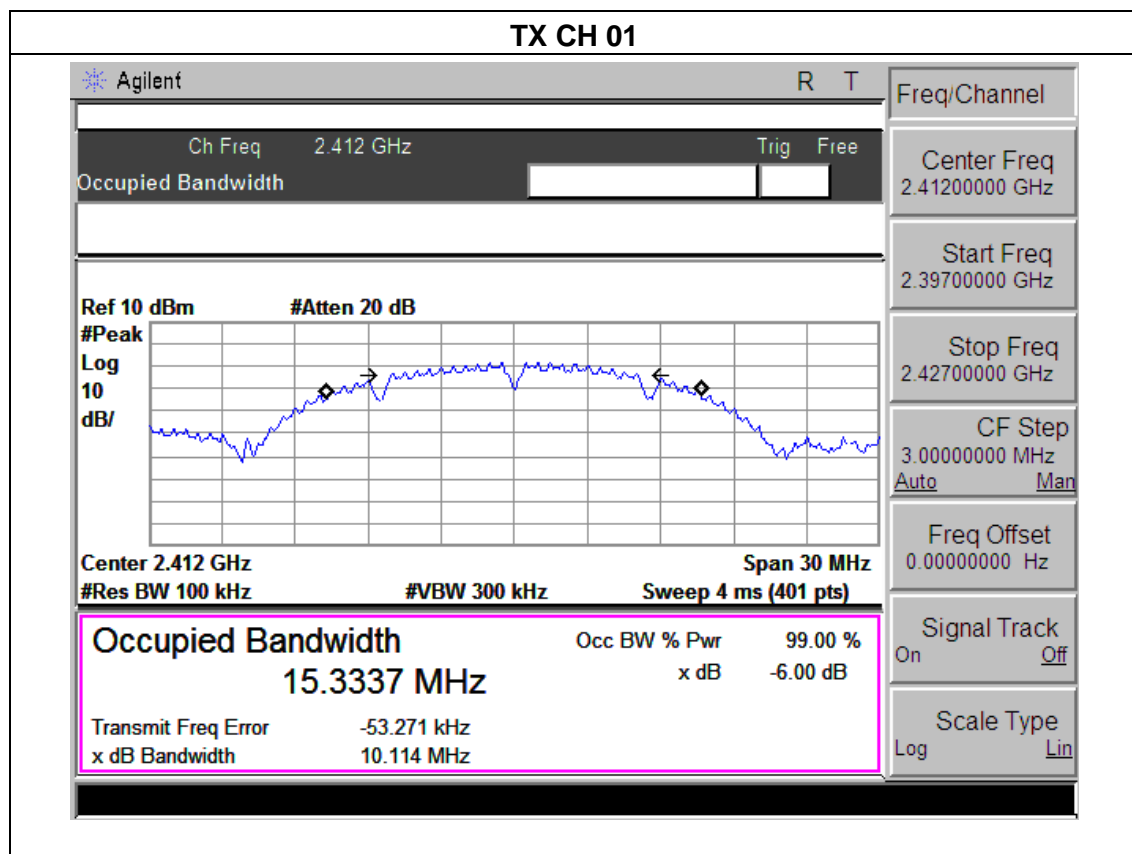 TX CH 01
Agilent R T
Freq/Channel
Ch Freq 2.412 GHz Trig Free
Occupied Bandwidth
Center Freq
2.41200000 GHz
Start Freq
2.39700000 GHz
Stop Freq
2.42700000 GHz
CF Step
3.00000000 MHz
Auto Man
Freq Offset
0.00000000 Hz
Signal Track
On Off
Scale Type
Log Lin
Ref 10 dBm #Atten 20 dB
#Peak
Log
10
dB/
Center 2.412 GHz Span 30 MHz
#Res BW 100 kHz #VBW 300 kHz Sweep 4 ms (401 pts)
Occupied Bandwidth Occ BW % Pwr 99.00 %
15.3337 MHz x dB -6.00 dB
Transmit Freq Error -53.271 kHz
x dB Bandwidth 10.114 MHz